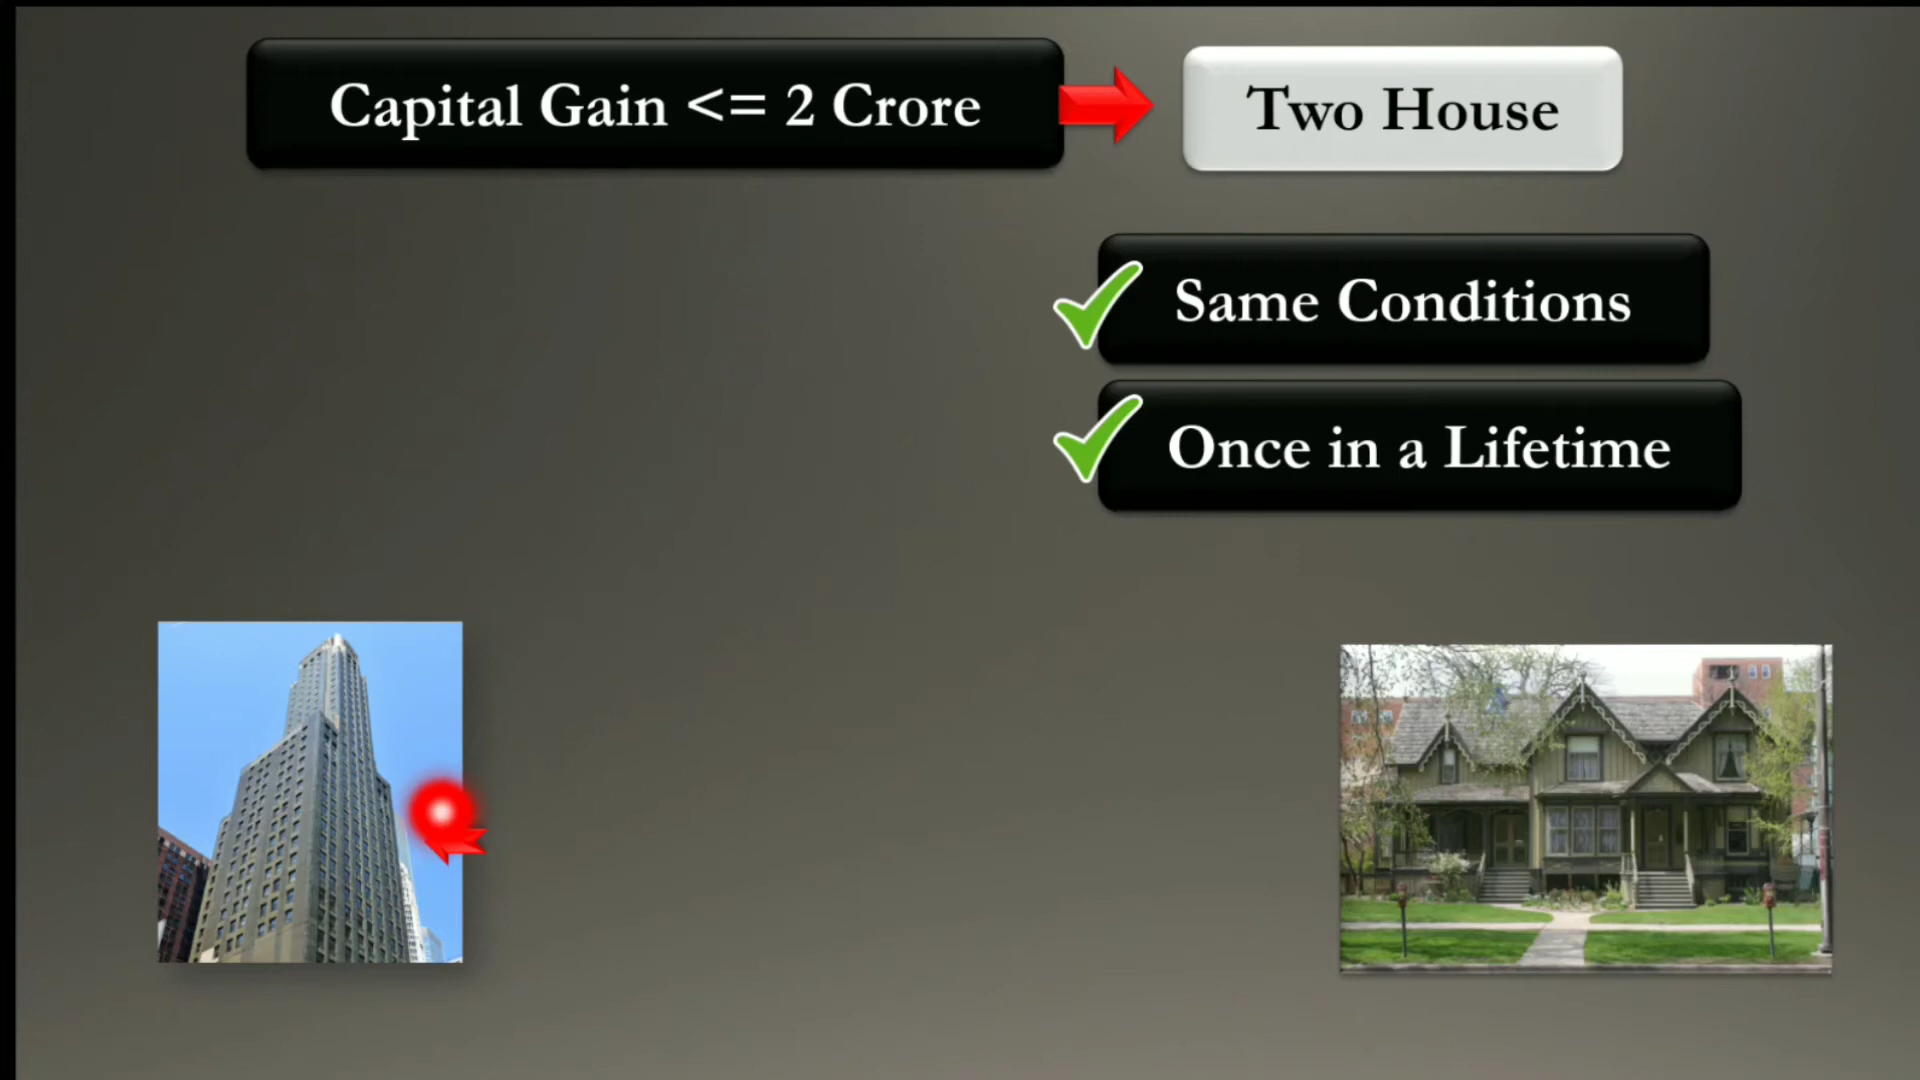 Capital Gain <= 2 Crore
Two House
Same Conditions
Once in a Lifetime